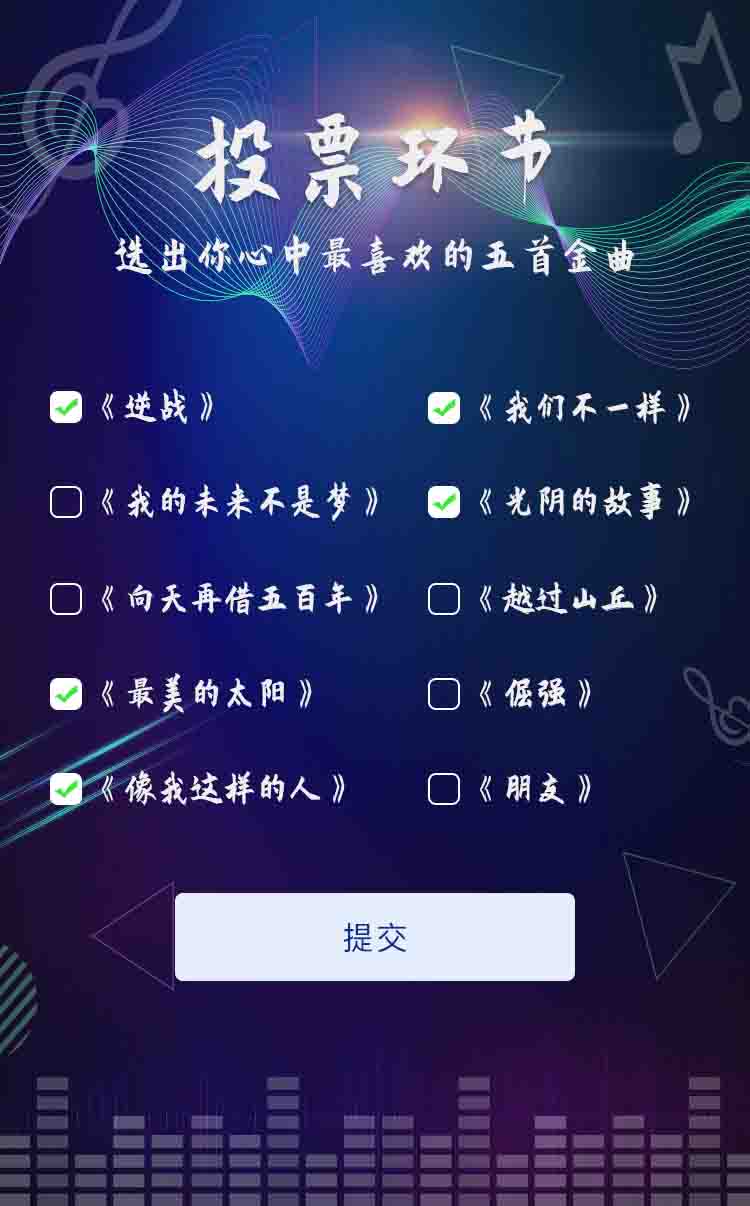 投票环节
选出你心中最喜欢的五首金曲
《逆战》 《我们不一样》
《我的未来不是梦》 《光阴的故事》
《向天再借五百年》 《越过山丘》
《最美的太阳》 《倔强》
《像我这样的人》 《朋友》
提交